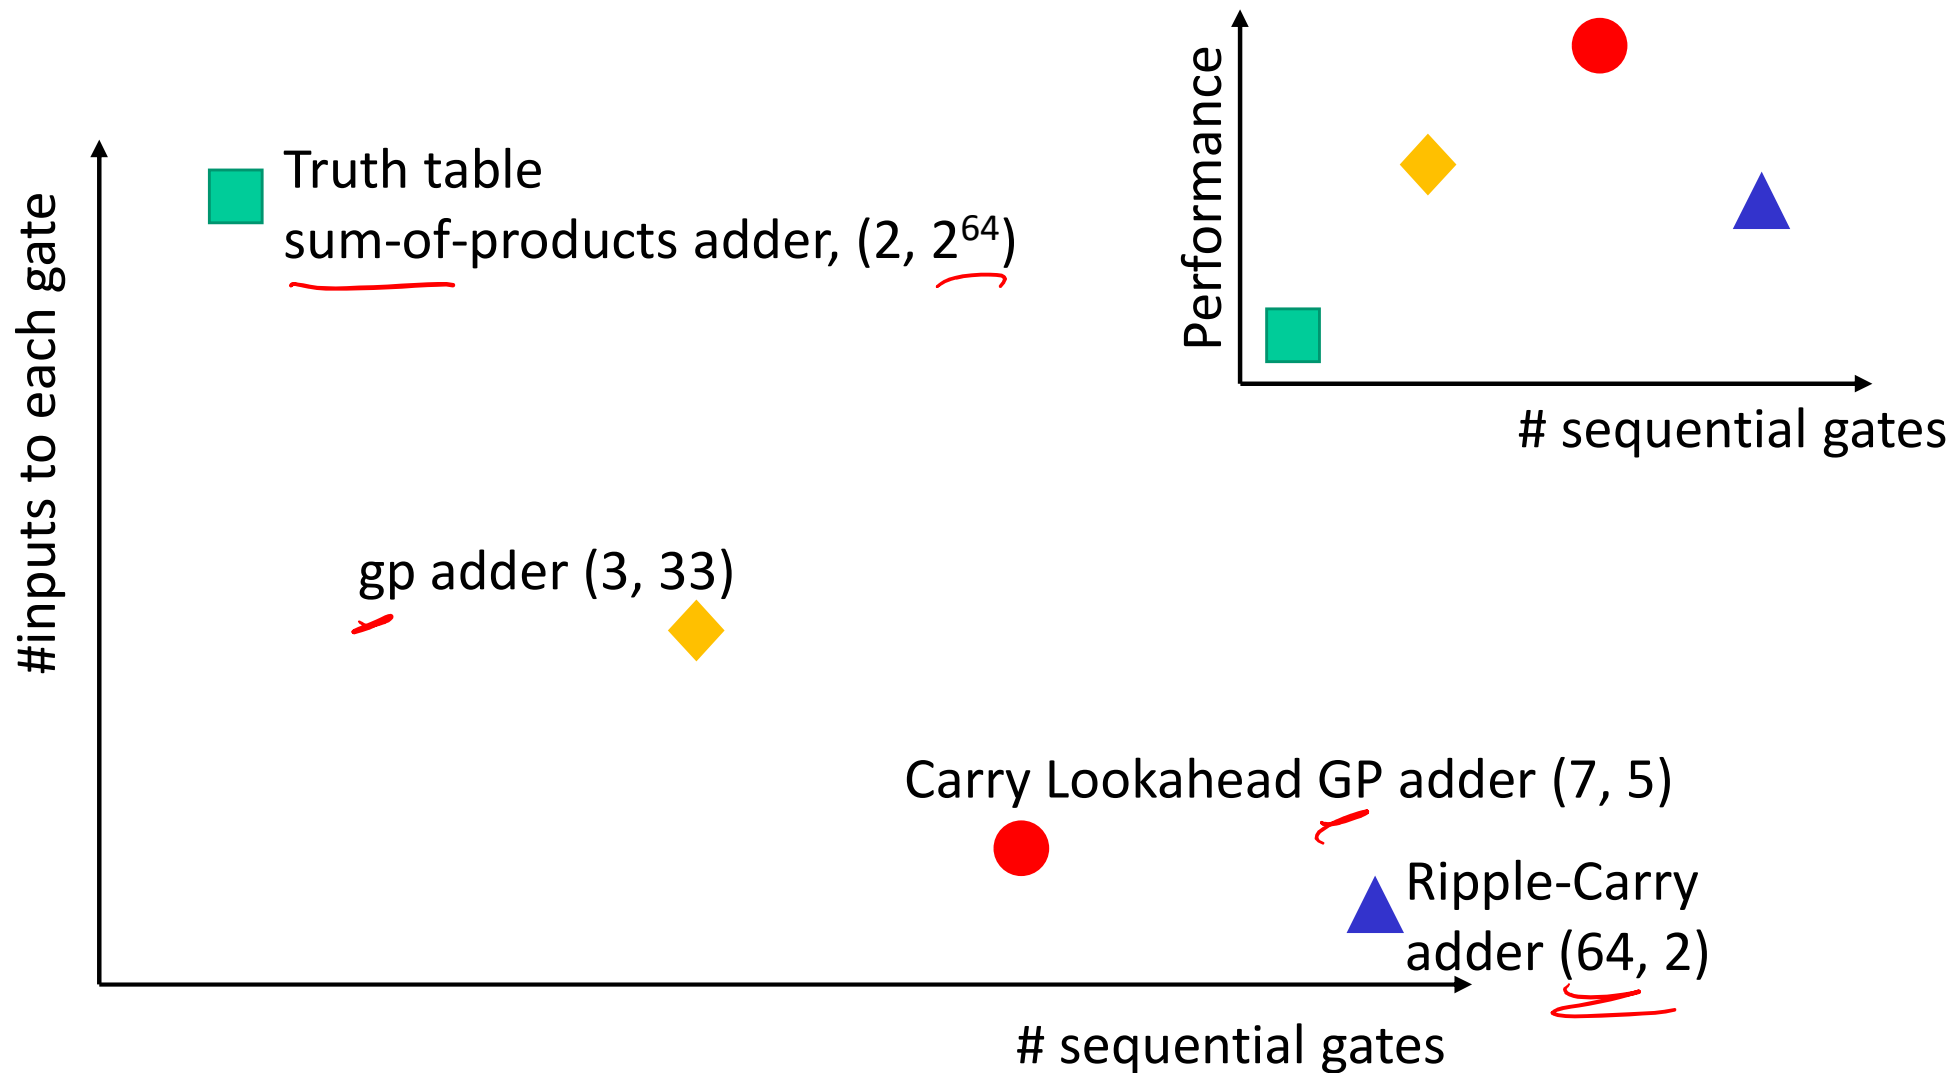 Performance
# sequential gates
#inputs to each gate
Truth table
sum-of-products adder, (2, 2⁶⁴)
gp adder (3, 33)
Carry Lookahead GP adder (7, 5)
Ripple-Carry
adder (64, 2)
# sequential gates